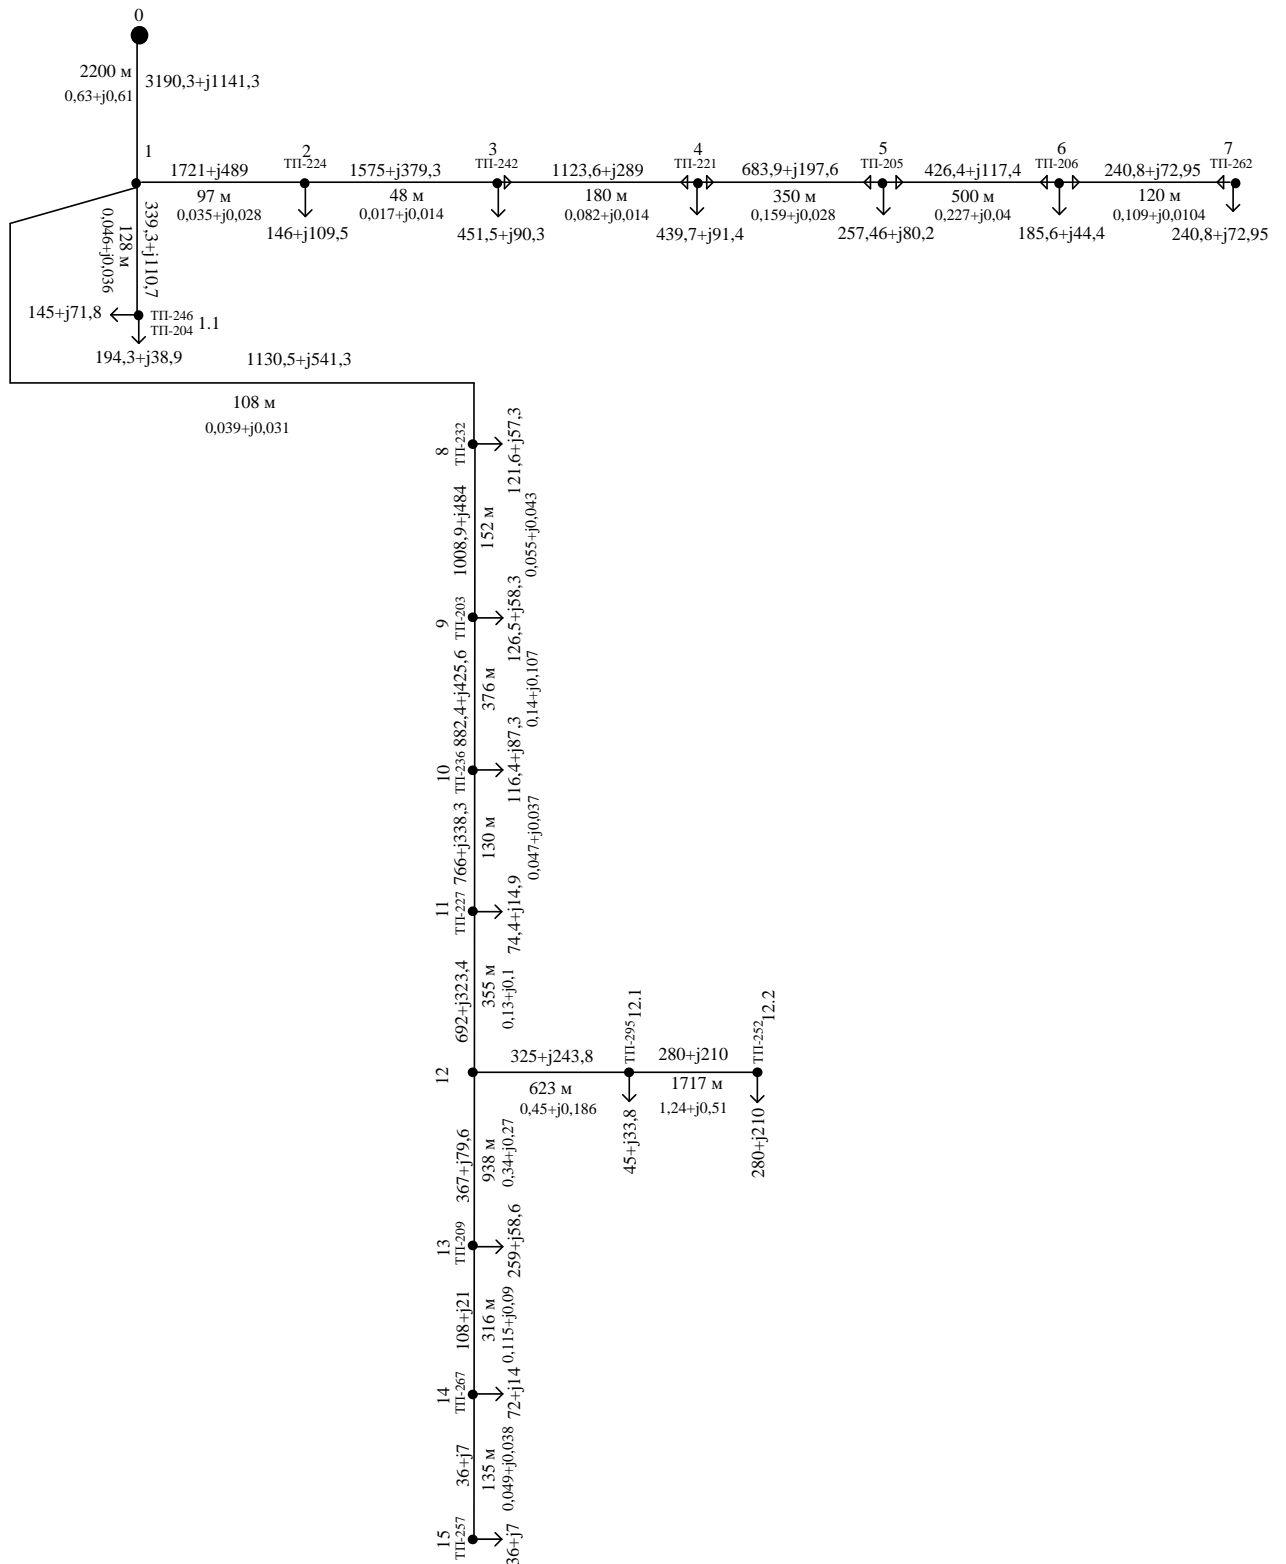 0
2200 м
3190,3+j1141,3
0,63+j0,61
1
1721+j489
97 м
0,035+j0,028
2
ТП-224
146+j109,5
1575+j379,3
48 м
0,017+j0,014
3
ТП-242
451,5+j90,3
1123,6+j289
180 м
0,082+j0,014
4
ТП-221
439,7+j91,4
683,9+j197,6
350 м
0,159+j0,028
5
ТП-205
257,46+j80,2
426,4+j117,4
500 м
0,227+j0,04
6
ТП-206
185,6+j44,4
240,8+j72,95
120 м
0,109+j0,0104
7
ТП-262
240,8+j72,95
339,3+j110,7
128 м
0,046+j0,036
145+j71,8
ТП-246
ТП-204
1.1
194,3+j38,9
1130,5+j541,3
108 м
0,039+j0,031
8
ТП-232
121,6+j57,3
1008,9+j484
152 м
0,055+j0,043
9
ТП-203
126,5+j58,3
882,4+j425,6
376 м
0,14+j0,107
10
ТП-236
116,4+j87,3
766+j338,3
130 м
0,047+j0,037
11
ТП-227
74,4+j14,9
692+j323,4
355 м
0,13+j0,1
12
325+j243,8
623 м
0,45+j0,186
ТП-295
12.1
45+j33,8
280+j210
1717 м
1,24+j0,51
ТП-252
12.2
280+j210
367+j79,6
938 м
0,34+j0,27
13
ТП-209
259+j58,6
108+j21
316 м
0,115+j0,09
14
ТП-267
72+j14
36+j7
135 м
0,049+j0,038
15
ТП-257
36+j7